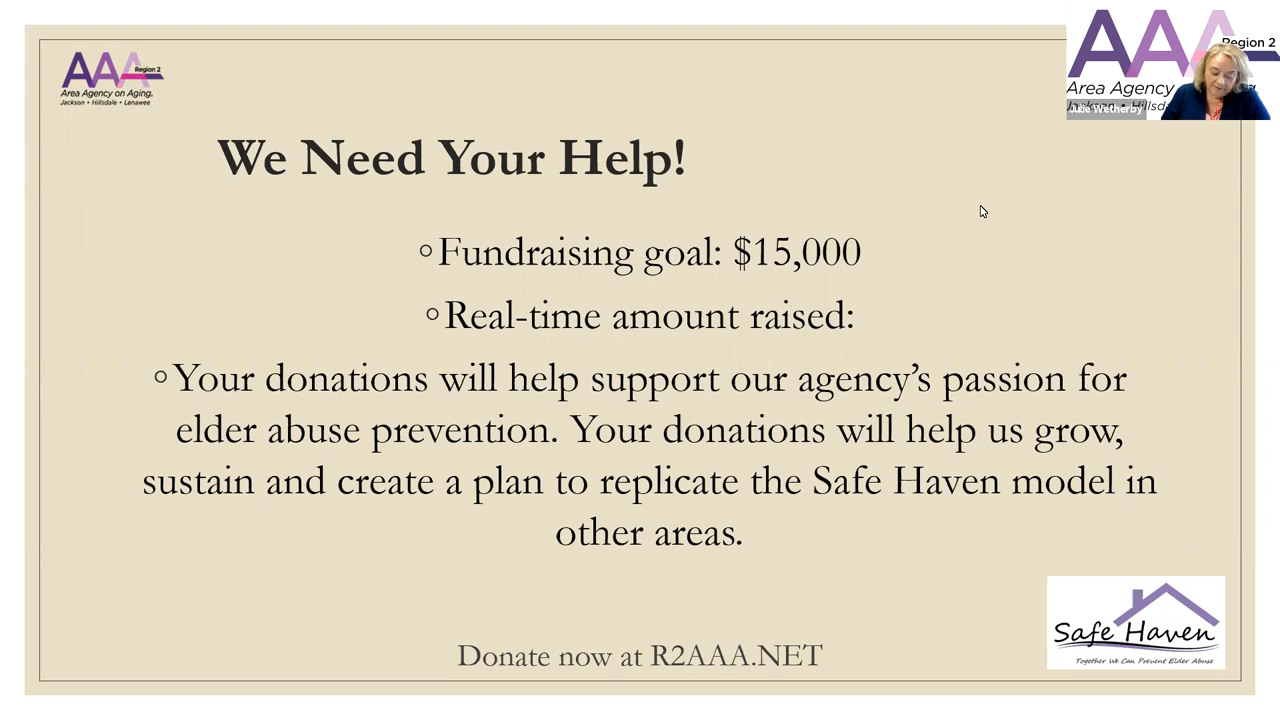 AAA
Region 2
Area Agency on Aging.
Jackson • Hillsdale • Lenawee
AAA
Region 2
Area Agency
Julie Wetherby
We Need Your Help!
◦Fundraising goal: $15,000
◦Real-time amount raised:
◦Your donations will help support our agency’s passion for
elder abuse prevention. Your donations will help us grow,
sustain and create a plan to replicate the Safe Haven model in
other areas.
Safe Haven
Together We Can Prevent Elder Abuse
Donate now at R2AAA.NET